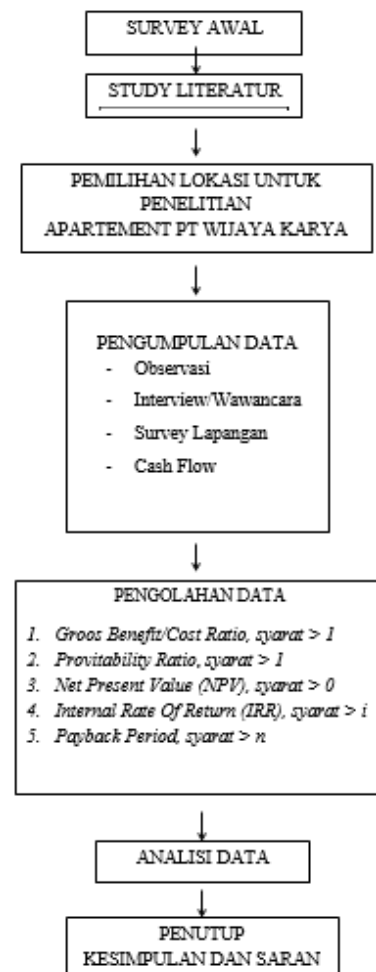 SURVEY AWAL
STUDY LITERATUR
PEMILIHAN LOKASI UNTUK
PENELITIAN
APARTEMENT PT WIJAYA KARYA
PENGUMPULAN DATA
- Observasi
- Interview/Wawancara
- Survey Lapangan
- Cash Flow
PENGOLAHAN DATA
1. Groos Benefit/Cost Ratio, syarat > 1
2. Provitability Ratio, syarat > 1
3. Net Present Value (NPV), syarat > 0
4. Internal Rate Of Return (IRR), syarat > i
5. Payback Period, syarat > n
ANALISI DATA
PENUTUP
KESIMPULAN DAN SARAN